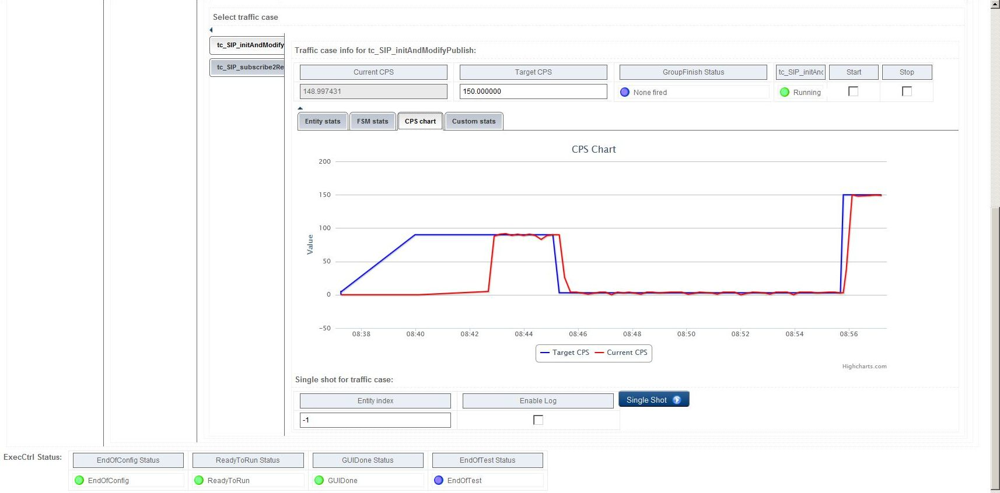 Select traffic case
tc_SIP_initAndModify
tc_SIP_subscribe2Re
Traffic case info for tc_SIP_initAndModifyPublish:
Current CPS Target CPS GroupFinish Status tc_SIP_initAnd Start Stop
148.997431 150.000000 None fired Running
Entity stats FSM stats CPS chart Custom stats
CPS Chart
200
150
100
50
0
-50
Value
08:38 08:40 08:42 08:44 08:46 08:48 08:50 08:52 08:54 08:56
Target CPS Current CPS
Highcharts.com
Single shot for traffic case:
Entity index Enable Log Single Shot
-1
ExecCtrl Status: EndOfConfig Status ReadyToRun Status GUIDone Status EndOfTest Status
EndOfConfig ReadyToRun GUIDone EndOfTest